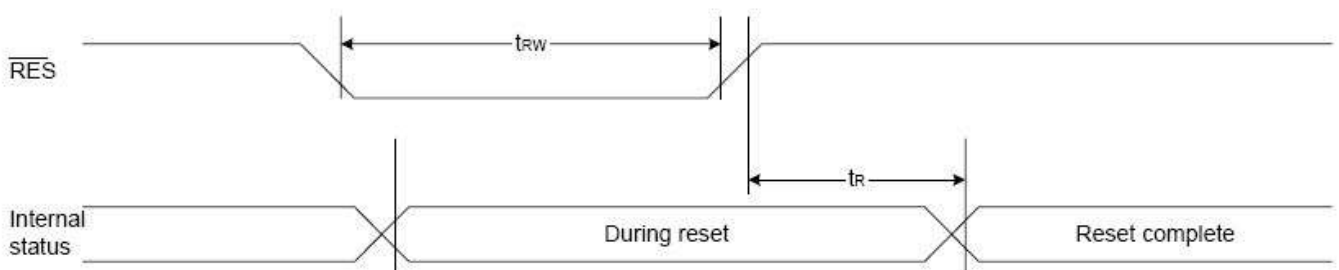 tRW
RES
tR
Internal
status
During reset
Reset complete